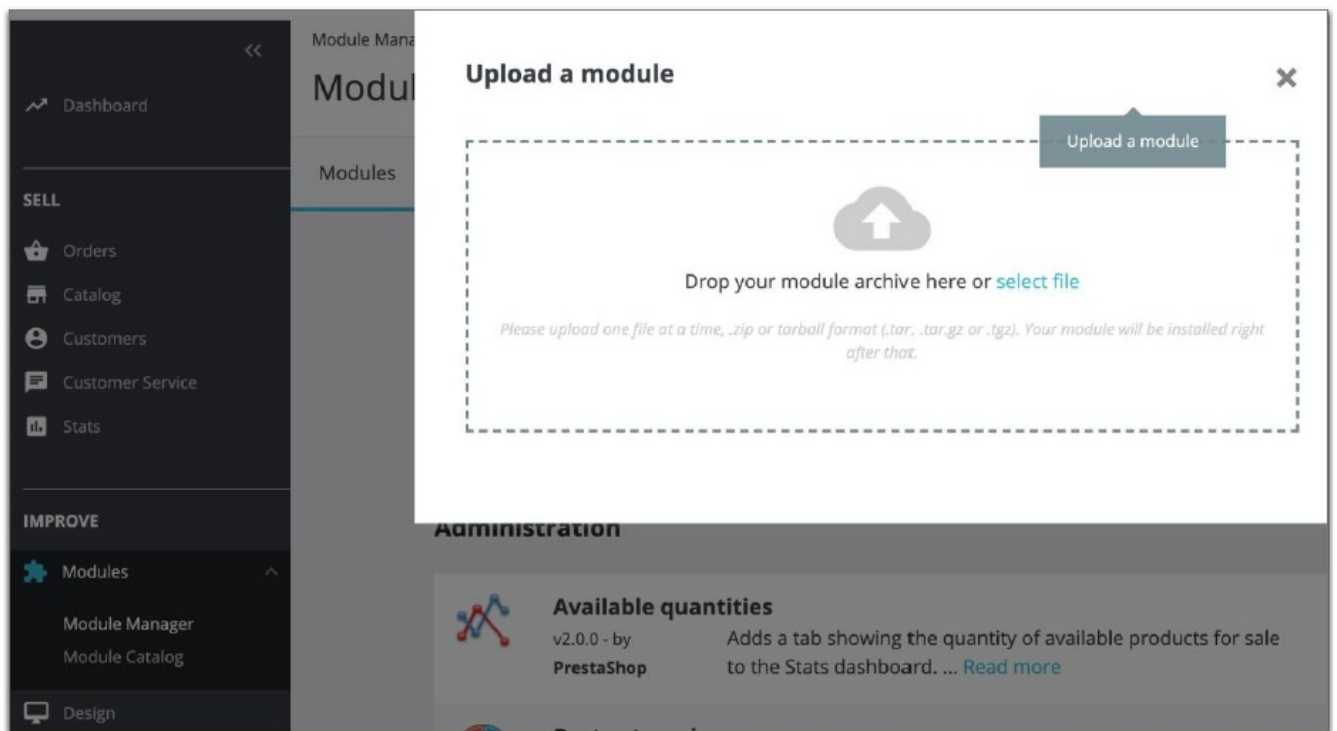 Dashboard
SELL
Orders
Catalog
Customers
Customer Service
Stats
IMPROVE
Modules
Module Manager
Module Catalog
Design
Module Mana
Modul
Modules
Upload a module
Upload a module
Drop your module archive here or select file
Please upload one file at a time, .zip or tarball format (.tar, .tar.gz or .tgz). Your module will be installed right
after that.
Administration
Available quantities
v2.0.0 - by
PrestaShop
Adds a tab showing the quantity of available products for sale
to the Stats dashboard. ... Read more